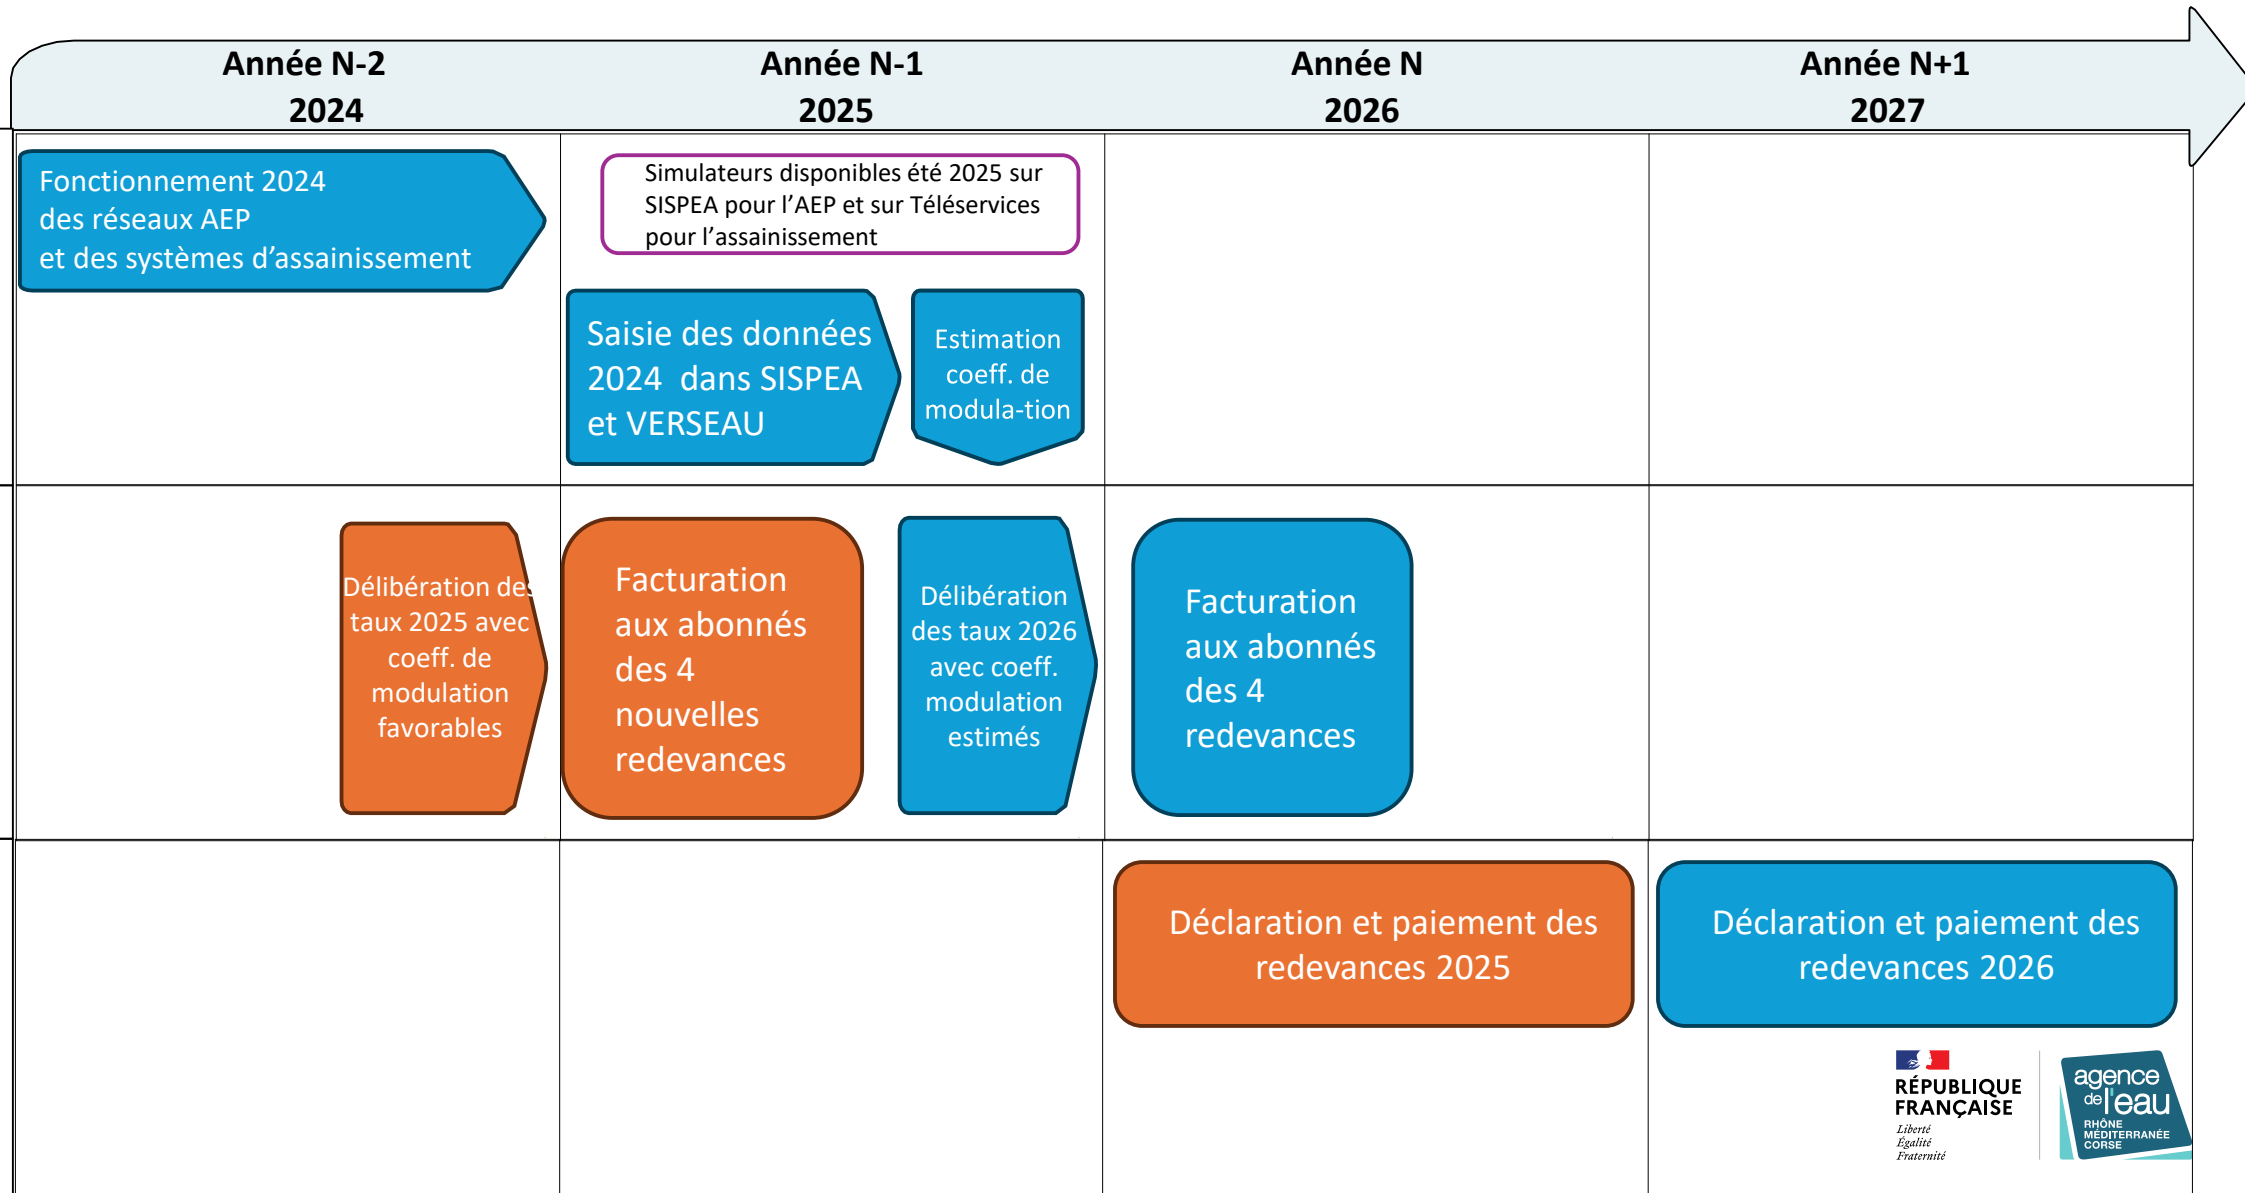 Année N-2
2024
Année N-1
2025
Année N
2026
Année N+1
2027
Fonctionnement 2024
des réseaux AEP
et des systèmes d'assainissement
Simulateurs disponibles été 2025 sur
SISPEA pour l'AEP et sur Téléservices
pour l'assainissement
Saisie des données
2024 dans SISPEA
et VERSEAU
Estimation
coeff. de
modula-tion
Délibération des
taux 2025 avec
coeff. de
modulation
favorables
Facturation
aux abonnés
des 4
nouvelles
redevances
Délibération
des taux 2026
avec coeff.
modulation
estimés
Facturation
aux abonnés
des 4
redevances
Déclaration et paiement des
redevances 2025
Déclaration et paiement des
redevances 2026
RÉPUBLIQUE
FRANÇAISE
Liberté
Égalité
Fraternité
agence
de l'eau
RHÔNE
MÉDITERRANÉE
CORSE